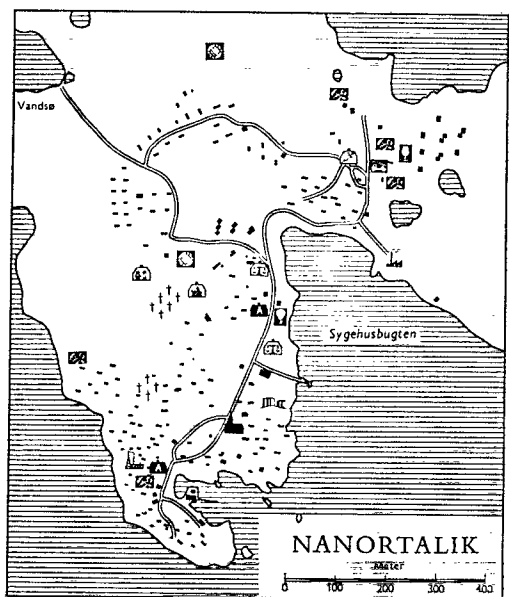 Vandsø
Sygehusbugten
NANORTALIK
Meter
0 100 200 300 400